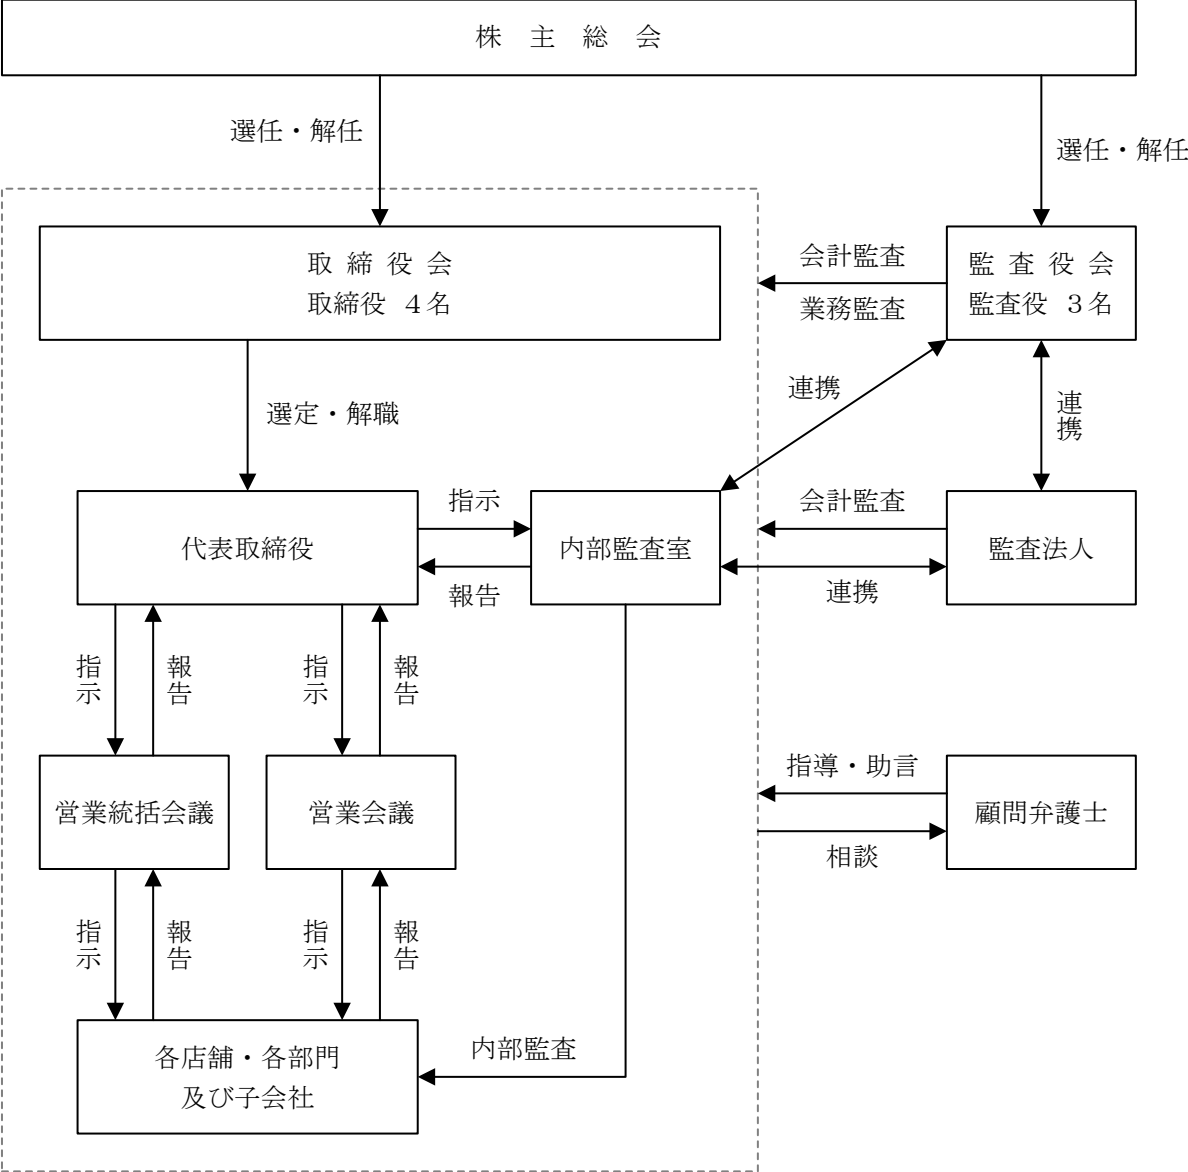 株 主 総 会
選任・解任
選任・解任
取 締 役 会
取締役 4名
会計監査
業務監査
監 査 役 会
監査役 3名
選定・解職
連携
連携
代表取締役
指示
報告
内部監査室
会計監査
連携
監査法人
指示
報告
指示
報告
営業統括会議
営業会議
指導・助言
相談
顧問弁護士
指示
報告
指示
報告
各店舗・各部門
及び子会社
内部監査